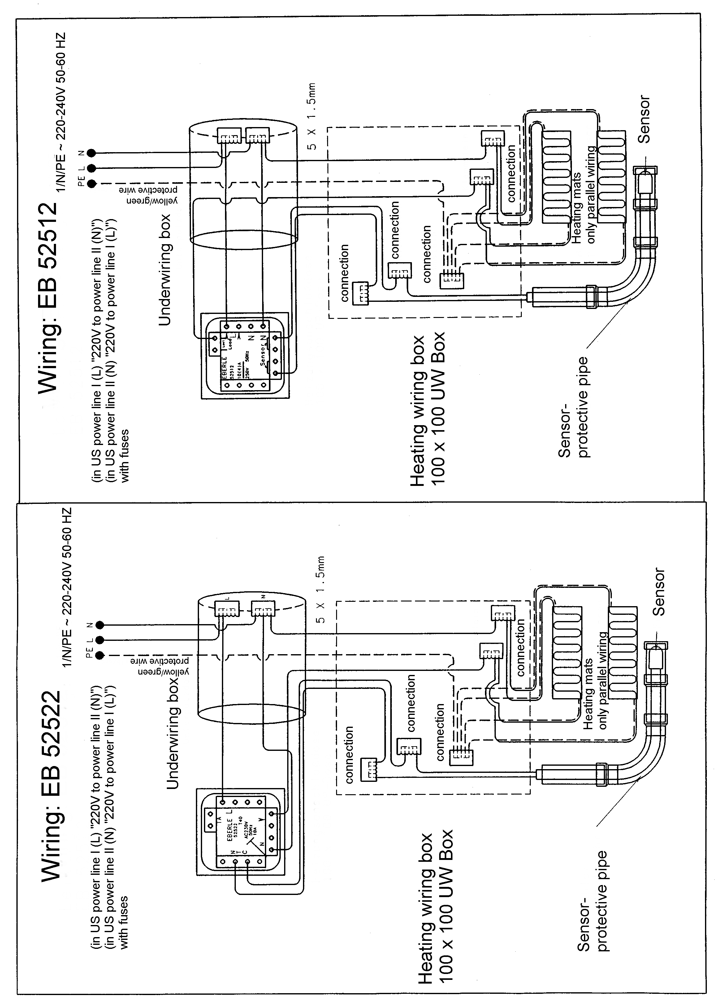 Wiring: EB 52522
1/N/PE ~ 220-240V 50-60 HZ
(in US power line I (L) "220V to power line II (N)")
(in US power line II (N) "220V to power line I (L)")
with fuses
PE L N
yellow/green
protective wire
Underwiring box
L
N
TA
EBERLE L
52522
T40
AC230V
50Hz
10A
N
T
C
N
5 X 1.5mm
connection
connection
connection
connection
Heating wiring box
100 x 100 UW Box
Heating mats
only parallel wiring
Sensor-
protective pipe
Sensor
Wiring: EB 52512
1/N/PE ~ 220-240V 50-60 HZ
(in US power line I (L) "220V to power line II (N)")
(in US power line II (N) "220V to power line I (L)")
with fuses
PE L N
yellow/green
protective wire
Underwiring box
EBERLE
52512
10(4)A
250V 50Hz
Load
L
N
N
Sensor
5 X 1.5mm
connection
connection
connection
connection
Heating wiring box
100 x 100 UW Box
Heating mats
only parallel wiring
Sensor-
protective pipe
Sensor